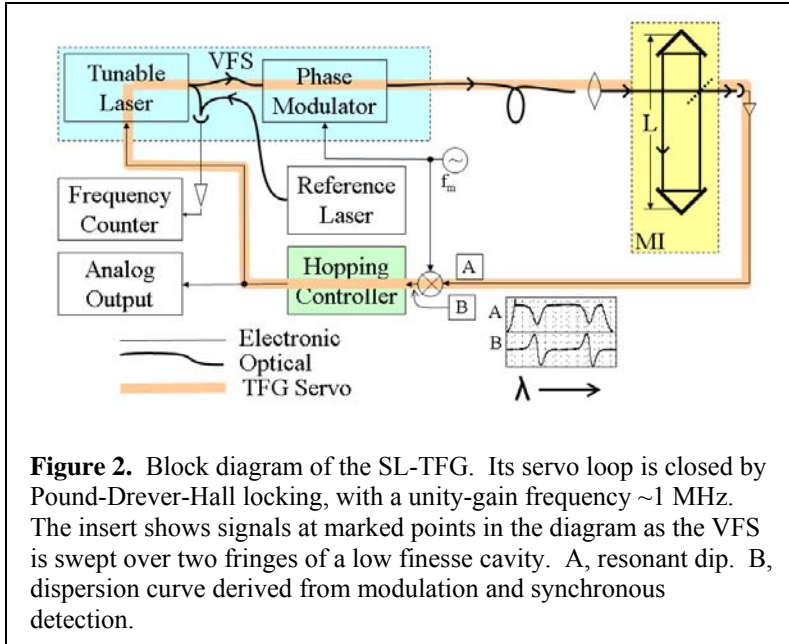 VFS
Tunable
Laser
Phase
Modulator
L
MI
Frequency
Counter
Reference
Laser
fm
Analog
Output
Hopping
Controller
A
B
Electronic
Optical
TFG Servo
A
B
λ
Figure 2. Block diagram of the SL-TFG. Its servo loop is closed by
Pound-Drever-Hall locking, with a unity-gain frequency ~1 MHz.
The insert shows signals at marked points in the diagram as the VFS
is swept over two fringes of a low finesse cavity. A, resonant dip. B,
dispersion curve derived from modulation and synchronous
detection.